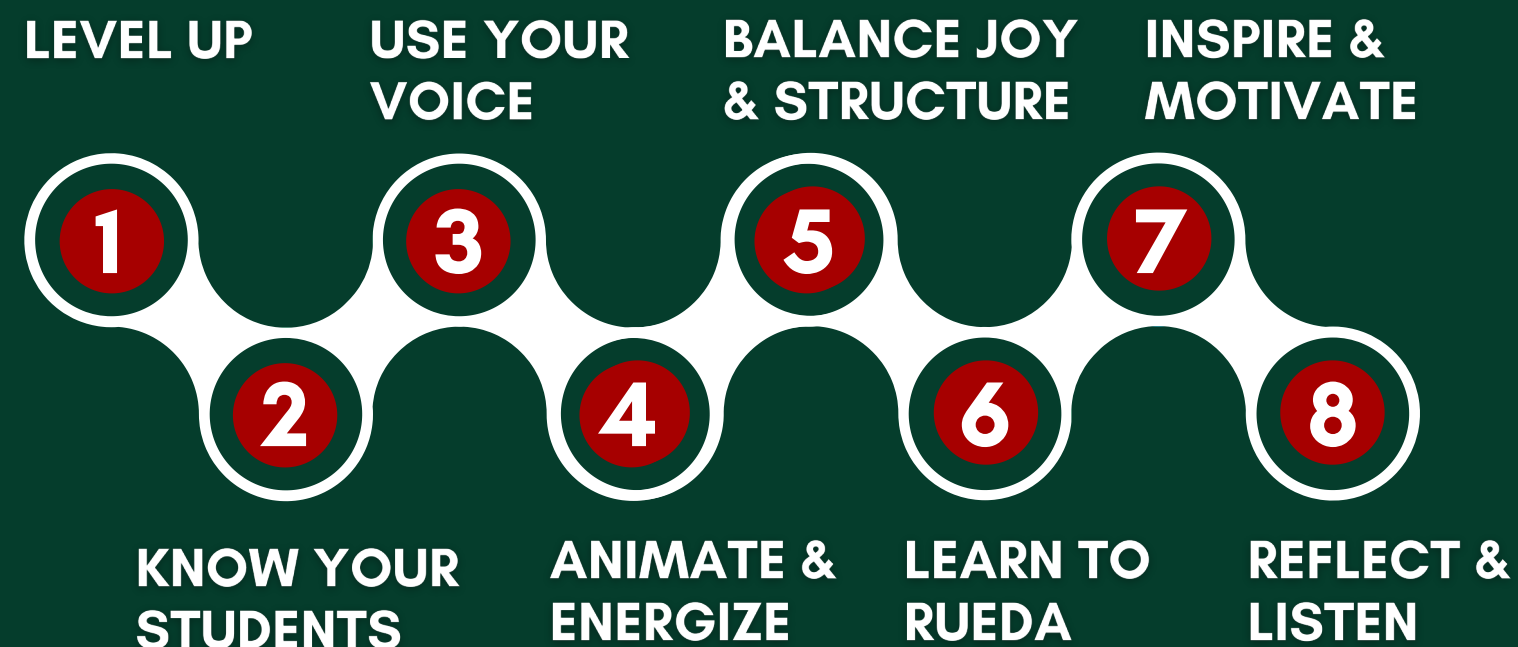 LEVEL UP
USE YOUR
VOICE
BALANCE JOY
& STRUCTURE
INSPIRE &
MOTIVATE
1
3
5
7
2
4
6
8
KNOW YOUR
STUDENTS
ANIMATE &
ENERGIZE
LEARN TO
RUEDA
REFLECT &
LISTEN